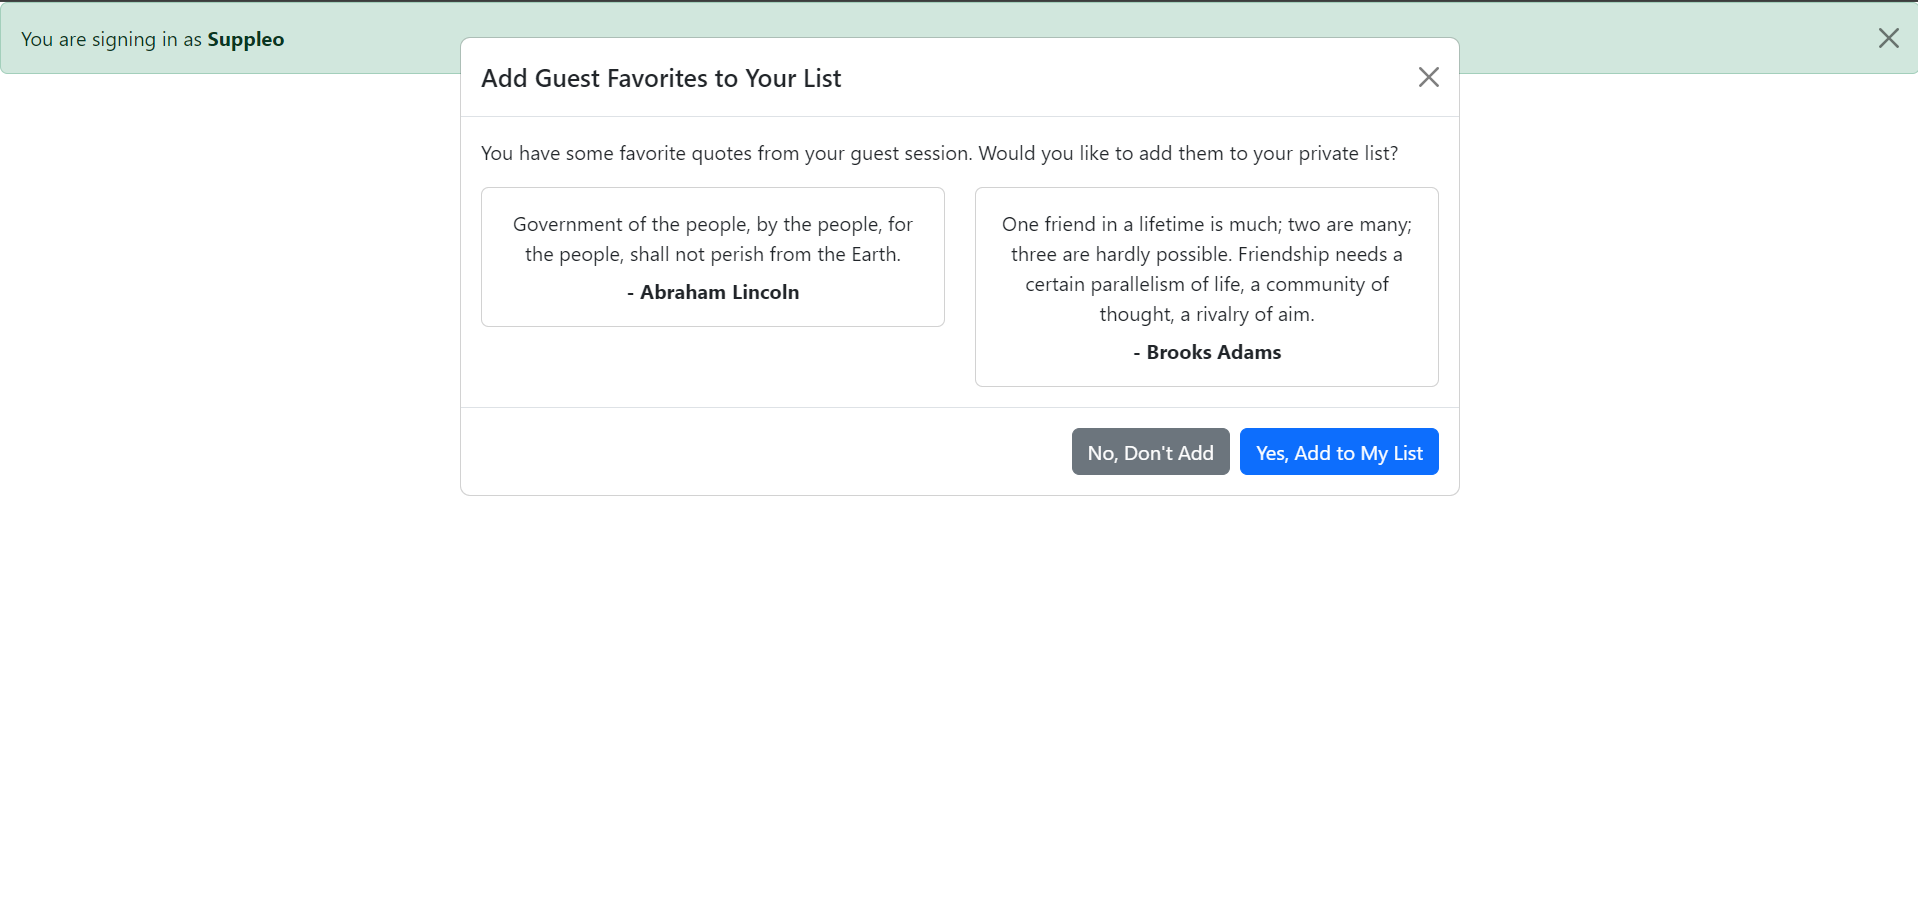 You are signing in as Suppleo
Add Guest Favorites to Your List
You have some favorite quotes from your guest session. Would you like to add them to your private list?
Government of the people, by the people, for
the people, shall not perish from the Earth.
- Abraham Lincoln
One friend in a lifetime is much; two are many;
three are hardly possible. Friendship needs a
certain parallelism of life, a community of
thought, a rivalry of aim.
- Brooks Adams
No, Don't Add
Yes, Add to My List